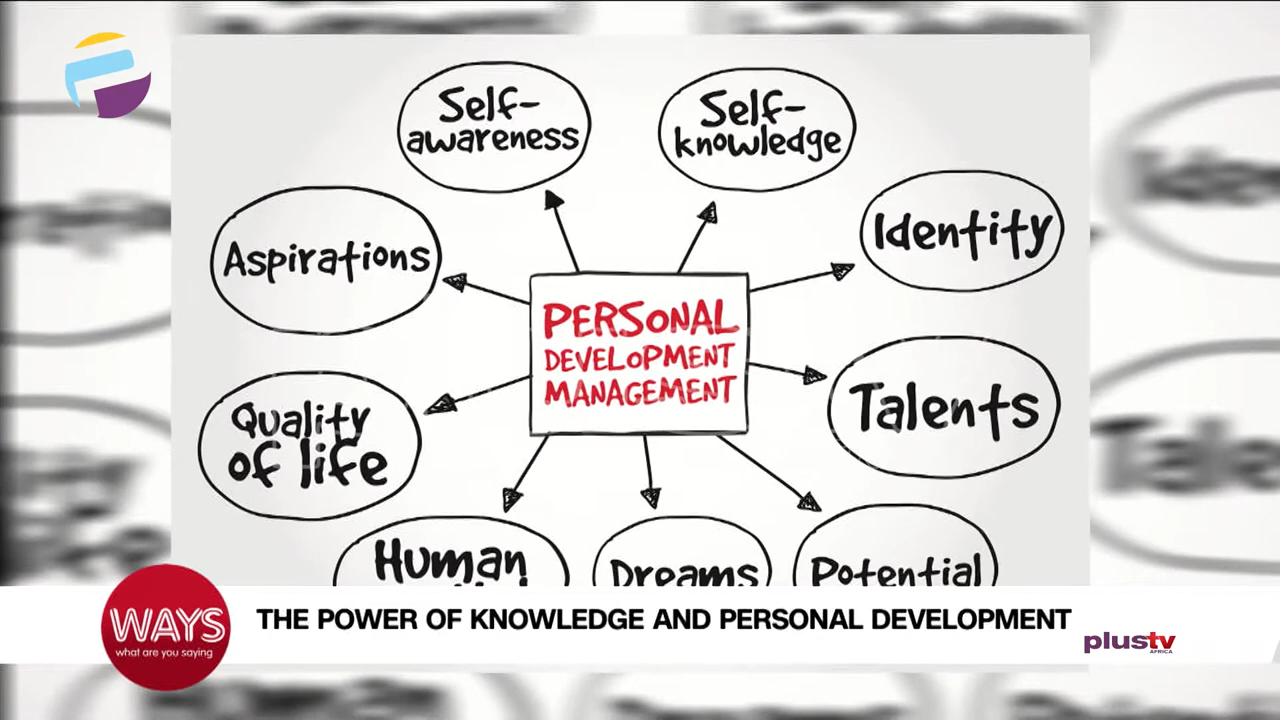 Self-
awareness
Self-
knowledge
Identity
Aspirations
PERSONAL
DEVELOPMENT
MANAGEMENT
Talents
Quality
of life
Human
Dreams
Potential
WAYS
what are you saying
THE POWER OF KNOWLEDGE AND PERSONAL DEVELOPMENT
plustv
AFRICA